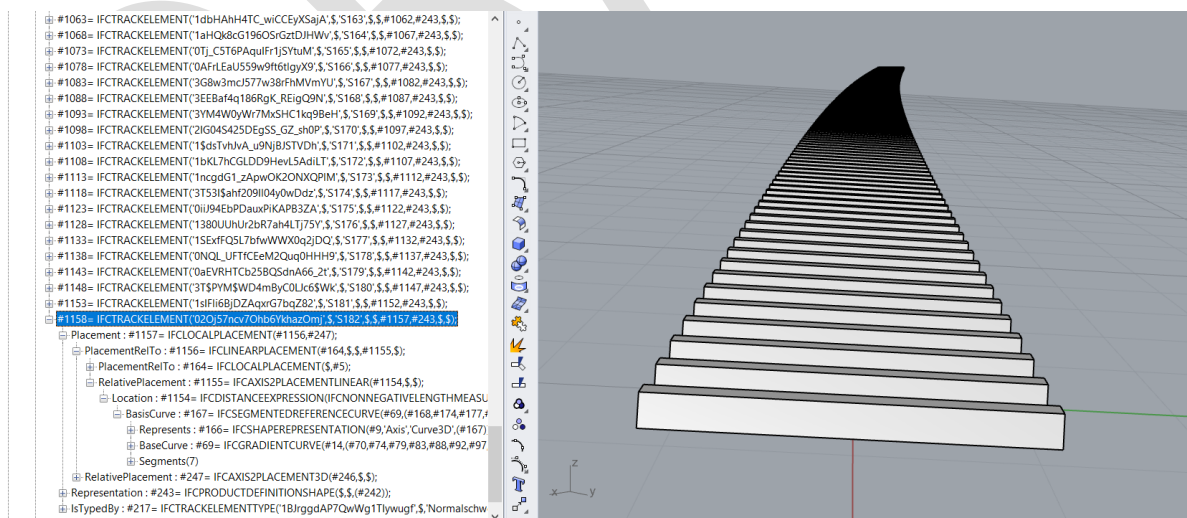 #1063= IFCTRACKELEMENT('1dbHAhH4TC_wiCCEyXSajA',$,'S163',$,$,#1062,#243,$,$);
#1068= IFCTRACKELEMENT('1aHQk8cG196OSrGztDJHWv',$,'S164',$,$,#1067,#243,$,$);
#1073= IFCTRACKELEMENT('0Tj_C5T6PAquIFr1jSYtuM',$,'S165',$,$,#1072,#243,$,$);
#1078= IFCTRACKELEMENT('0AFrLEaU559w9ft6tIgyX9',$,'S166',$,$,#1077,#243,$,$);
#1083= IFCTRACKELEMENT('3G8w3mcJ577w38rFhMVmYU',$,'S167',$,$,#1082,#243,$,$);
#1088= IFCTRACKELEMENT('3EEBaf4q186RgK_REigQ9N',$,'S168',$,$,#1087,#243,$,$);
#1093= IFCTRACKELEMENT('3YM4W0yWr7MxSHC1kq9BeH',$,'S169',$,$,#1092,#243,$,$);
#1098= IFCTRACKELEMENT('2IG04S425DEgSS_GZ_sh0P',$,'S170',$,$,#1097,#243,$,$);
#1103= IFCTRACKELEMENT('1$dsTvhJvA_u9NjBJSTVDh',$,'S171',$,$,#1102,#243,$,$);
#1108= IFCTRACKELEMENT('1bKL7hCGLDD9HevL5AdiLT',$,'S172',$,$,#1107,#243,$,$);
#1113= IFCTRACKELEMENT('1ncgdG1_zApwOK2ONXQPIM',$,'S173',$,$,#1112,#243,$,$);
#1118= IFCTRACKELEMENT('3T53I$ahf209II04y0wDdz',$,'S174',$,$,#1117,#243,$,$);
#1123= IFCTRACKELEMENT('0iiJ94EbPDauxPiKAPB3ZA',$,'S175',$,$,#1122,#243,$,$);
#1128= IFCTRACKELEMENT('1380UUhUr2bR7ah4LTj75Y',$,'S176',$,$,#1127,#243,$,$);
#1133= IFCTRACKELEMENT('1SExfFQ5L7bfwWWX0q2jDQ',$,'S177',$,$,#1132,#243,$,$);
#1138= IFCTRACKELEMENT('0NQL_UFTfCEeM2Quq0HHH9',$,'S178',$,$,#1137,#243,$,$);
#1143= IFCTRACKELEMENT('0aEVRHTCb25BQSdnA66_2t',$,'S179',$,$,#1142,#243,$,$);
#1148= IFCTRACKELEMENT('3T$PYM$WD4mByC0LIc6$Wk',$,'S180',$,$,#1147,#243,$,$);
#1153= IFCTRACKELEMENT('1sIFIi6BjDZAqxrG7bqZ82',$,'S181',$,$,#1152,#243,$,$);
#1158= IFCTRACKELEMENT('02Oj57ncv7Ohb6YkhazOmj',$,'S182',$,$,#1157,#243,$,$);
Placement : #1157= IFCLOCALPLACEMENT(#1156,#247);
PlacementRelTo : #1156= IFCLINEARPLACEMENT(#164,$,$,#1155,$);
PlacementRelTo : #164= IFCLOCALPLACEMENT($,#5);
RelativePlacement : #1155= IFCAXIS2PLACEMENTLINEAR(#1154,$,$);
Location : #1154= IFCDISTANCEEXPRESSION(IFCNONNEGATIVELENGTHMEASU
BasisCurve : #167= IFCSEGMENTEDREFERENCECURVE(#69,(#168,#174,#177,#
Represents : #166= IFCSHAPEREPRESENTATION(#9,'Axis','Curve3D',(#167)
BaseCurve : #69= IFCGRADIENTCURVE(#14,(#70,#74,#79,#83,#88,#92,#97
Segments(7)
RelativePlacement : #247= IFCAXIS2PLACEMENT3D(#246,$,$);
Representation : #243= IFCPRODUCTDEFINITIONSHAPE($,$,(#242));
IsTypedBy : #217= IFCTRACKELEMENTTYPE('1BJrggdAP7QwWg1TIywugf',$,'Normalschw
z
x
y